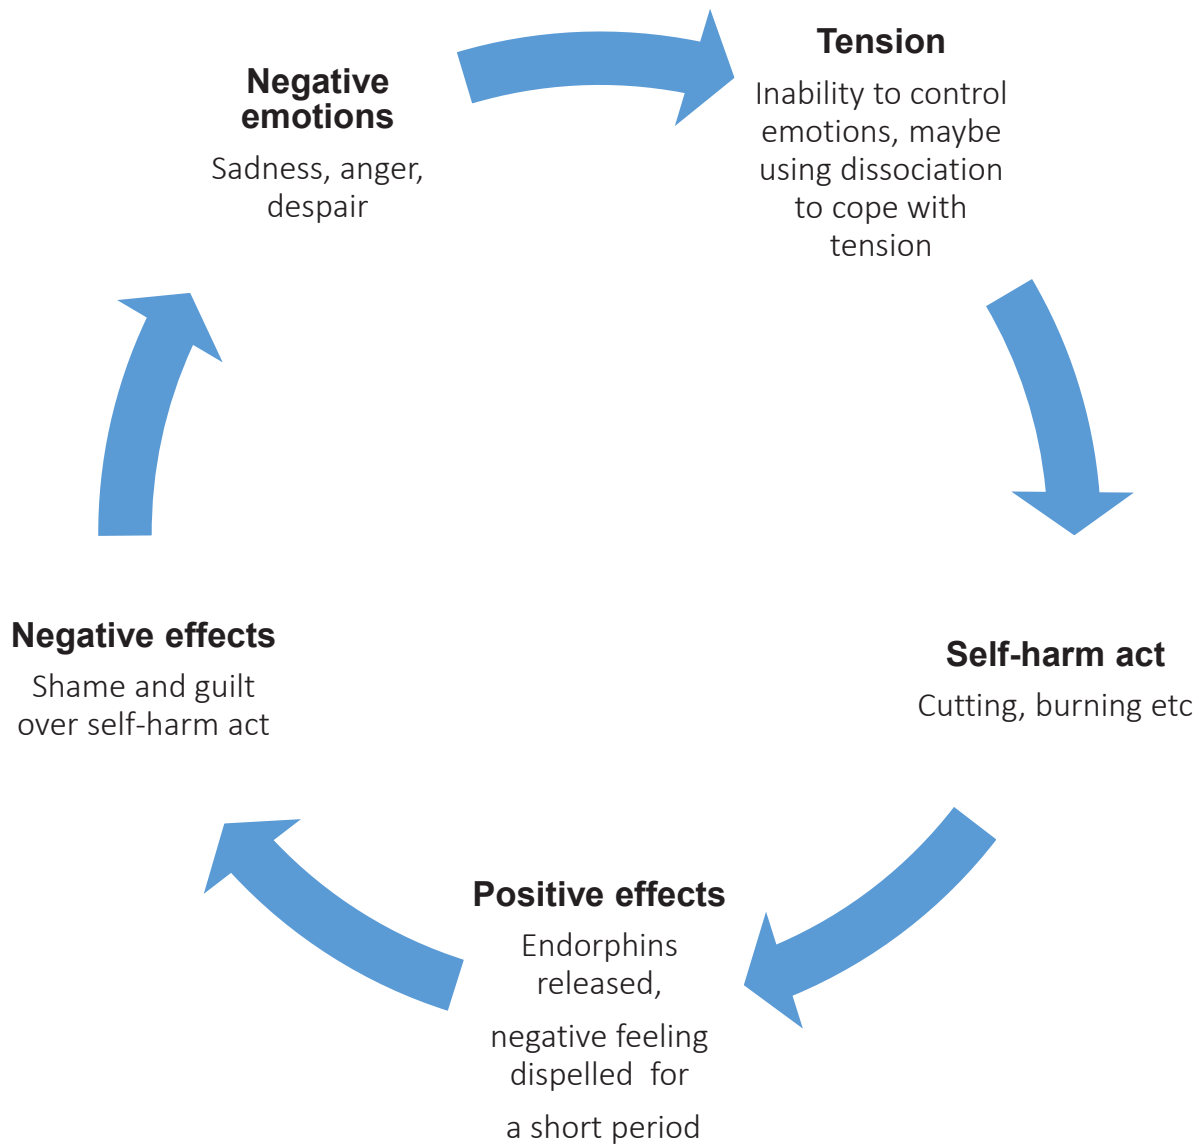 Negative
emotions
Sadness, anger,
despair
Tension
Inability to control
emotions, maybe
using dissociation
to cope with
tension
Self-harm act
Cutting, burning etc
Positive effects
Endorphins
released,
negative feeling
dispelled for
a short period
Negative effects
Shame and guilt
over self-harm act